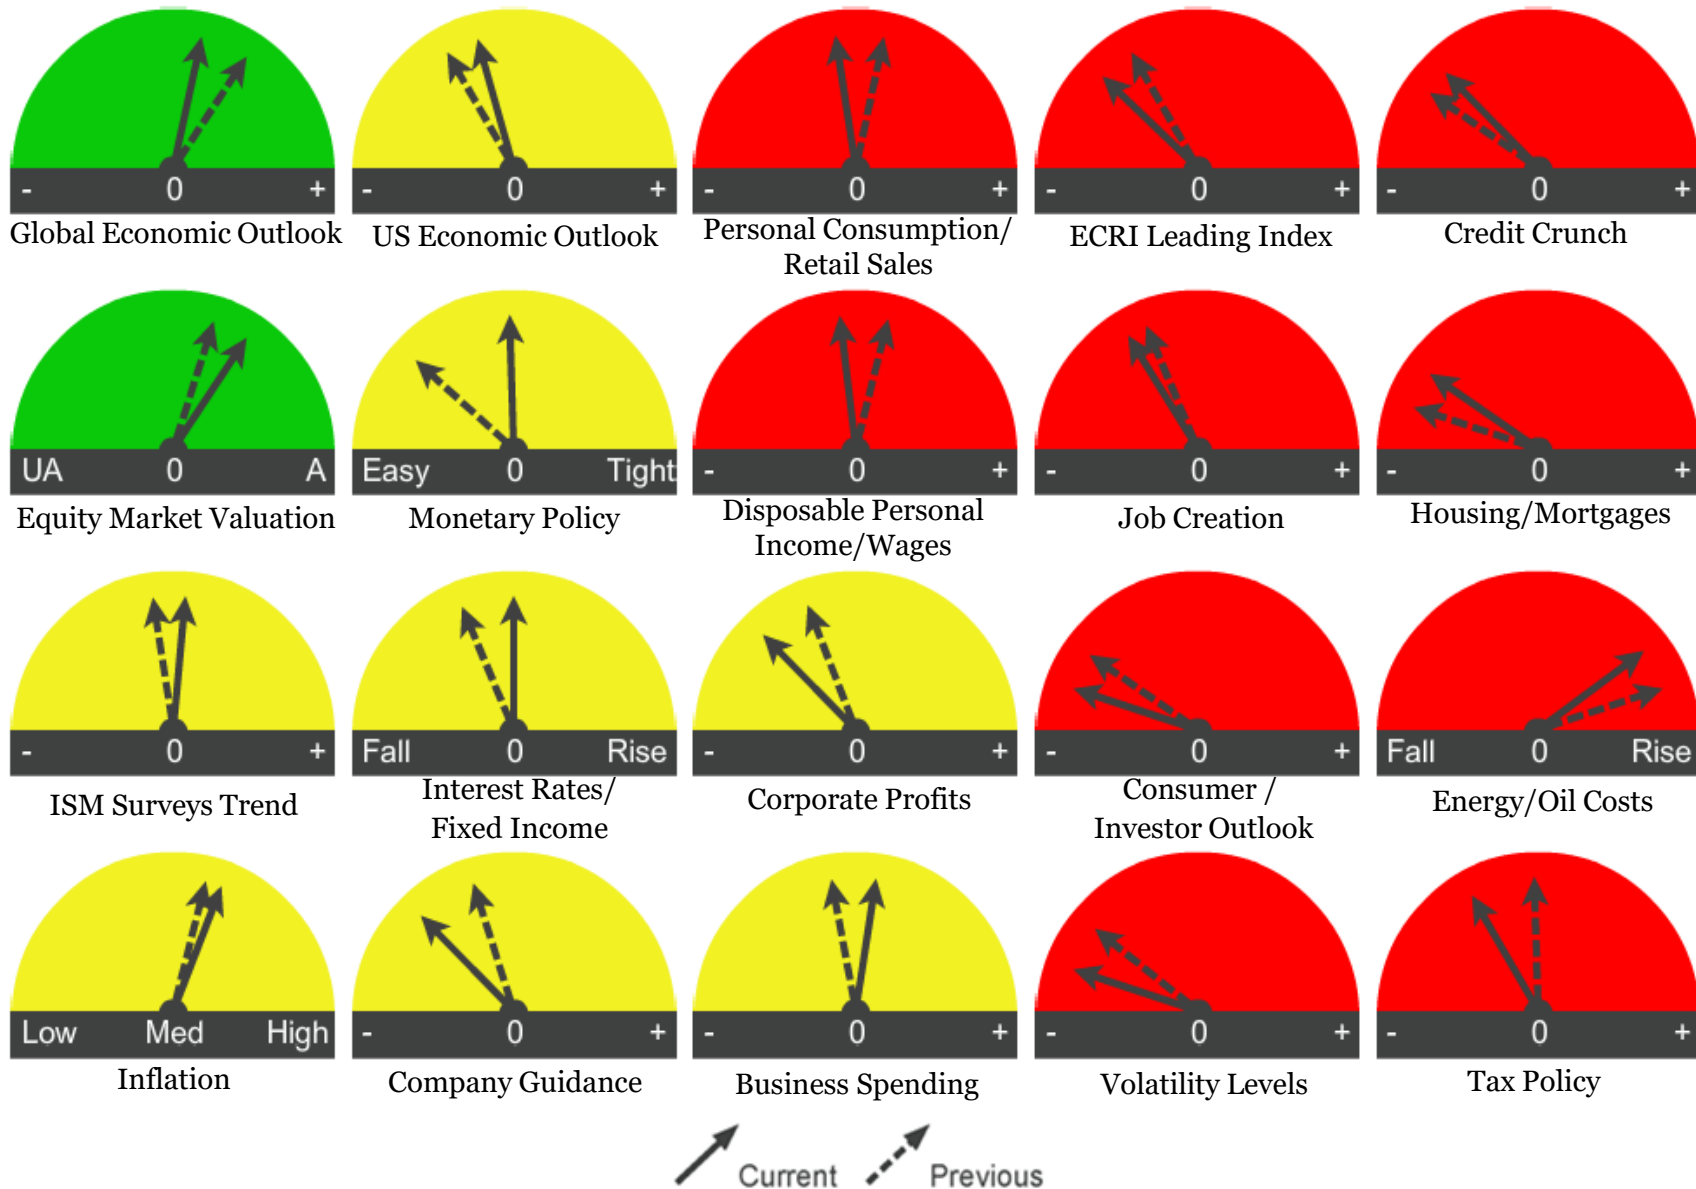 - 0 +
- 0 +
- 0 +
- 0 +
- 0 +
Global Economic Outlook
US Economic Outlook
Personal Consumption/
Retail Sales
ECRI Leading Index
Credit Crunch
UA 0 A
Easy 0 Tight
- 0 +
- 0 +
- 0 +
Equity Market Valuation
Monetary Policy
Disposable Personal
Income/Wages
Job Creation
Housing/Mortgages
- 0 +
Fall 0 Rise
- 0 +
- 0 +
Fall 0 Rise
ISM Surveys Trend
Interest Rates/
Fixed Income
Corporate Profits
Consumer /
Investor Outlook
Energy/Oil Costs
Low Med High
- 0 +
- 0 +
- 0 +
- 0 +
Inflation
Company Guidance
Business Spending
Volatility Levels
Tax Policy
Current
Previous